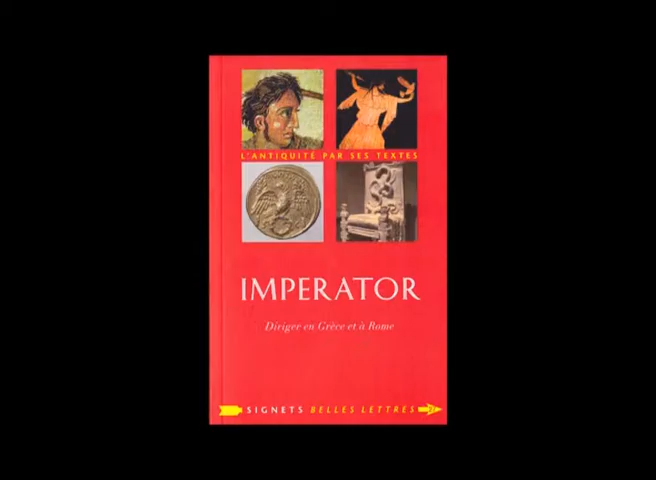 L'ANTIQUITÉ PAR SES TEXTES
IMPERATOR
Diriger en Grèce et à Rome
SIGNETS BELLES LETTRES